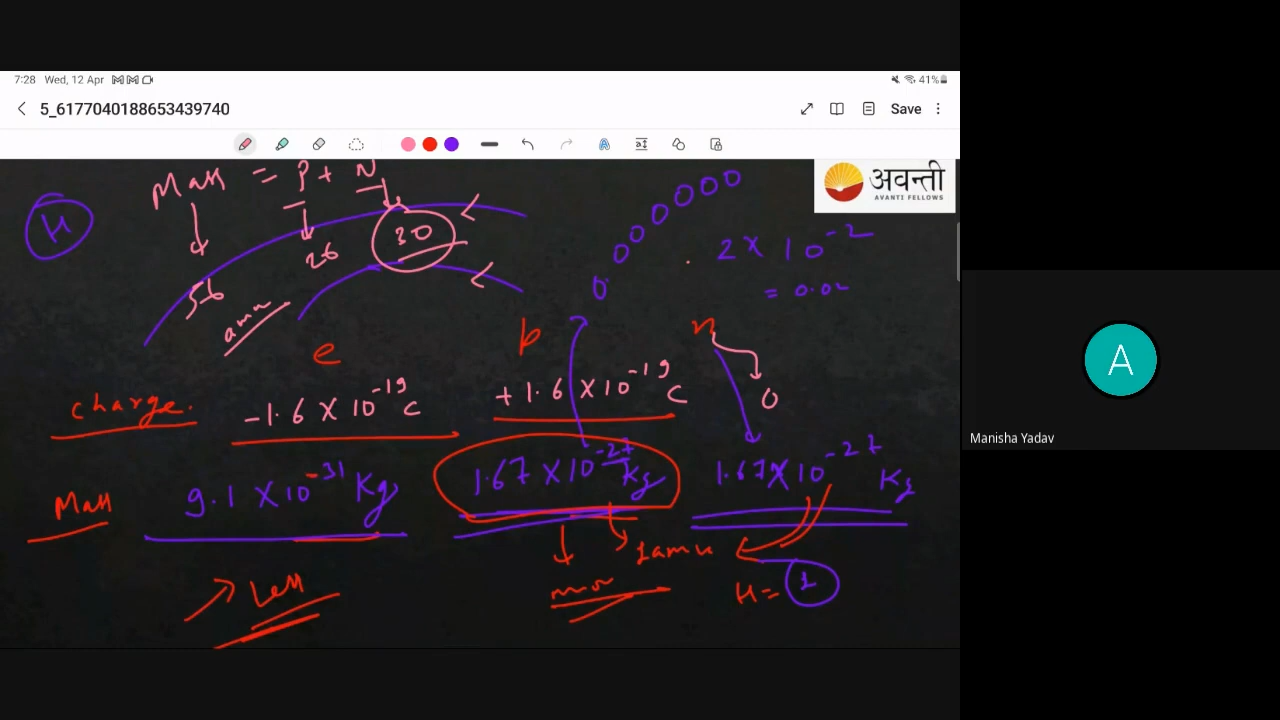 7:28 Wed, 12 Apr 41%
5_6177040188653439740 Save
अवन्ती
AVANTI FELLOWS
H
Mass = P + N
56 26 30
amu
2 X 10⁻²
= 0.02
e p n
Charge. -1.6 X 10⁻¹⁹ C +1.6 X 10⁻¹⁹ C 0
Mass 9.1 X 10⁻³¹ Kg 1.67 X 10⁻²⁷ Kg 1.67 X 10⁻²⁷ Kg
1amu
Less H = 1
A
Manisha Yadav